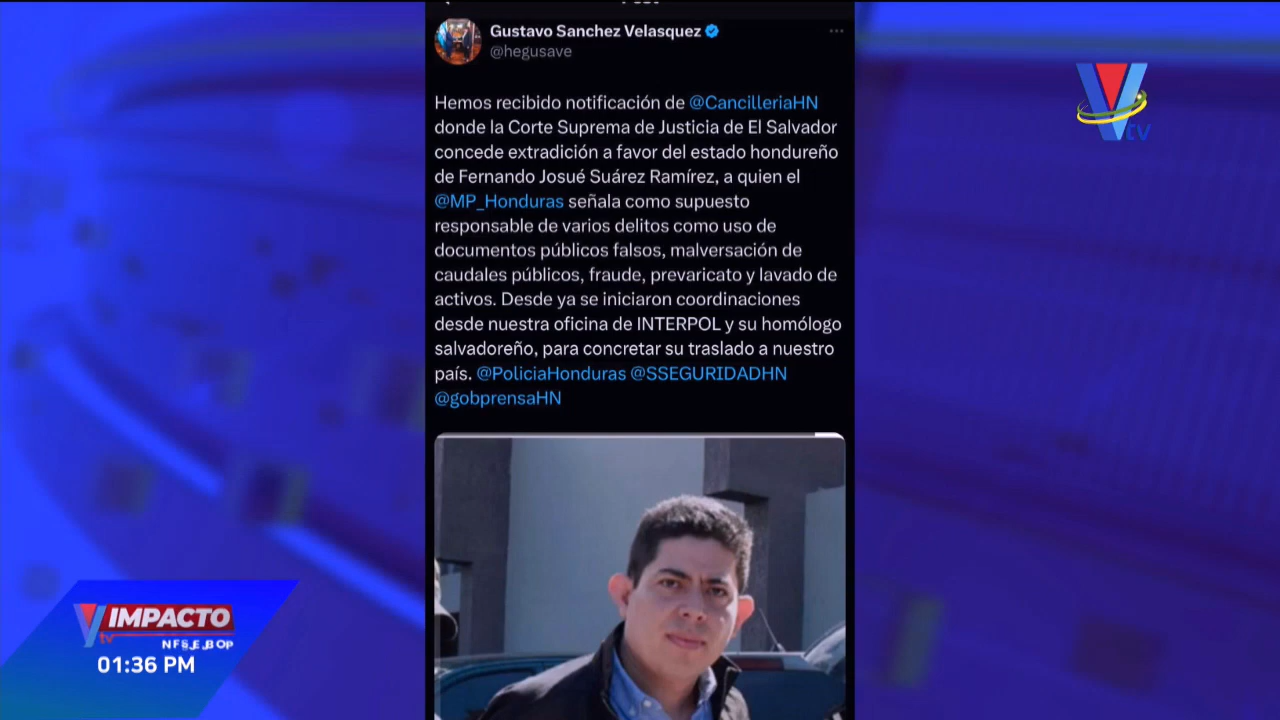 Gustavo Sanchez Velasquez
@hegusave
Hemos recibido notificación de @CancilleriaHN
donde la Corte Suprema de Justicia de El Salvador
concede extradición a favor del estado hondureño
de Fernando Josué Suárez Ramírez, a quien el
@MP_Honduras señala como supuesto
responsable de varios delitos como uso de
documentos públicos falsos, malversación de
caudales públicos, fraude, prevaricato y lavado de
activos. Desde ya se iniciaron coordinaciones
desde nuestra oficina de INTERPOL y su homólogo
salvadoreño, para concretar su traslado a nuestro
país. @PoliciaHonduras @SSEGURIDADHN
@gobprensaHN
V tv
V tv IMPACTO
01:36 PM